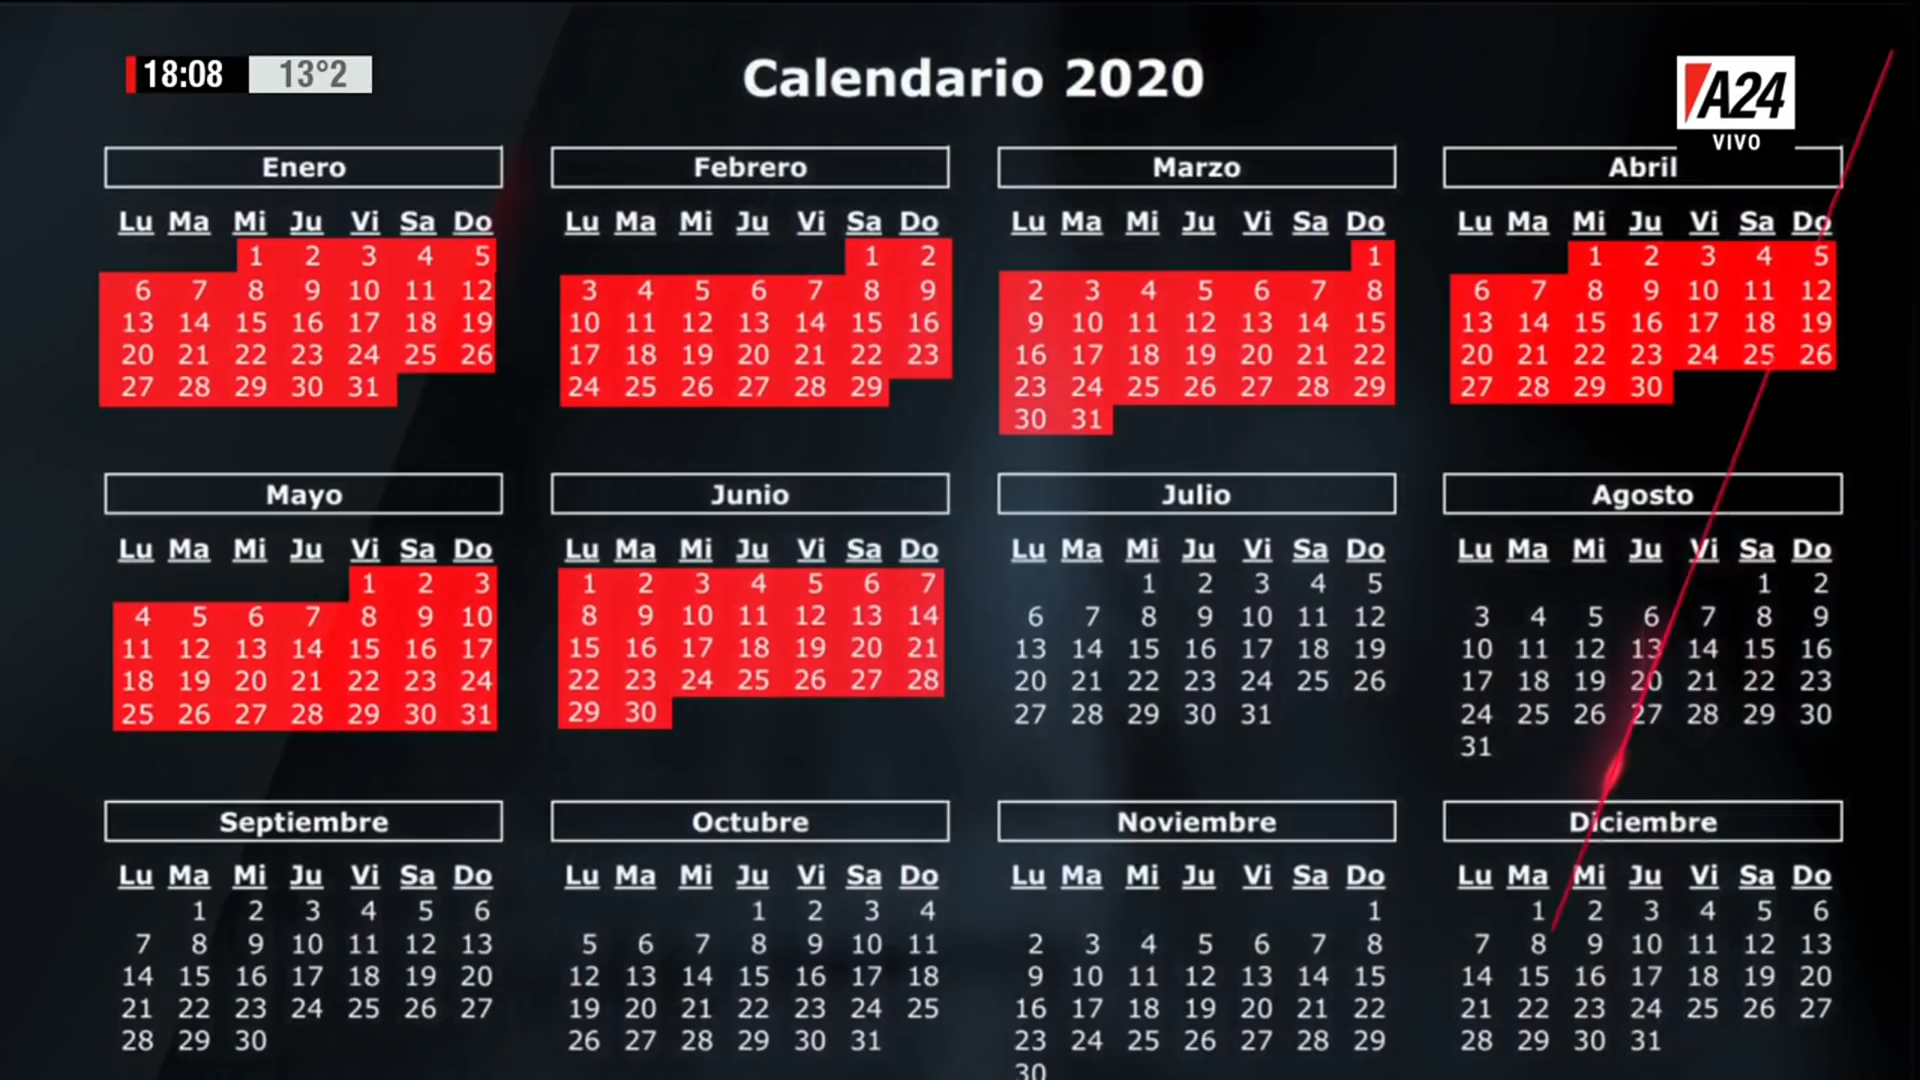 18:08 13°2
Calendario 2020
A24
VIVO
Enero
Lu Ma Mi Ju Vi Sa Do
1 2 3 4 5
6 7 8 9 10 11 12
13 14 15 16 17 18 19
20 21 22 23 24 25 26
27 28 29 30 31
Febrero
Lu Ma Mi Ju Vi Sa Do
1 2
3 4 5 6 7 8 9
10 11 12 13 14 15 16
17 18 19 20 21 22 23
24 25 26 27 28 29
Marzo
Lu Ma Mi Ju Vi Sa Do
1
2 3 4 5 6 7 8
9 10 11 12 13 14 15
16 17 18 19 20 21 22
23 24 25 26 27 28 29
30 31
Abril
Lu Ma Mi Ju Vi Sa Do
1 2 3 4 5
6 7 8 9 10 11 12
13 14 15 16 17 18 19
20 21 22 23 24 25 26
27 28 29 30
Mayo
Lu Ma Mi Ju Vi Sa Do
1 2 3
4 5 6 7 8 9 10
11 12 13 14 15 16 17
18 19 20 21 22 23 24
25 26 27 28 29 30 31
Junio
Lu Ma Mi Ju Vi Sa Do
1 2 3 4 5 6 7
8 9 10 11 12 13 14
15 16 17 18 19 20 21
22 23 24 25 26 27 28
29 30
Julio
Lu Ma Mi Ju Vi Sa Do
1 2 3 4 5
6 7 8 9 10 11 12
13 14 15 16 17 18 19
20 21 22 23 24 25 26
27 28 29 30 31
Agosto
Lu Ma Mi Ju Vi Sa Do
1 2
3 4 5 6 7 8 9
10 11 12 13 14 15 16
17 18 19 20 21 22 23
24 25 26 27 28 29 30
31
Septiembre
Lu Ma Mi Ju Vi Sa Do
1 2 3 4 5 6
7 8 9 10 11 12 13
14 15 16 17 18 19 20
21 22 23 24 25 26 27
28 29 30
Octubre
Lu Ma Mi Ju Vi Sa Do
1 2 3 4
5 6 7 8 9 10 11
12 13 14 15 16 17 18
19 20 21 22 23 24 25
26 27 28 29 30 31
Noviembre
Lu Ma Mi Ju Vi Sa Do
1
2 3 4 5 6 7 8
9 10 11 12 13 14 15
16 17 18 19 20 21 22
23 24 25 26 27 28 29
30
Diciembre
Lu Ma Mi Ju Vi Sa Do
1 2 3 4 5 6
7 8 9 10 11 12 13
14 15 16 17 18 19 20
21 22 23 24 25 26 27
28 29 30 31